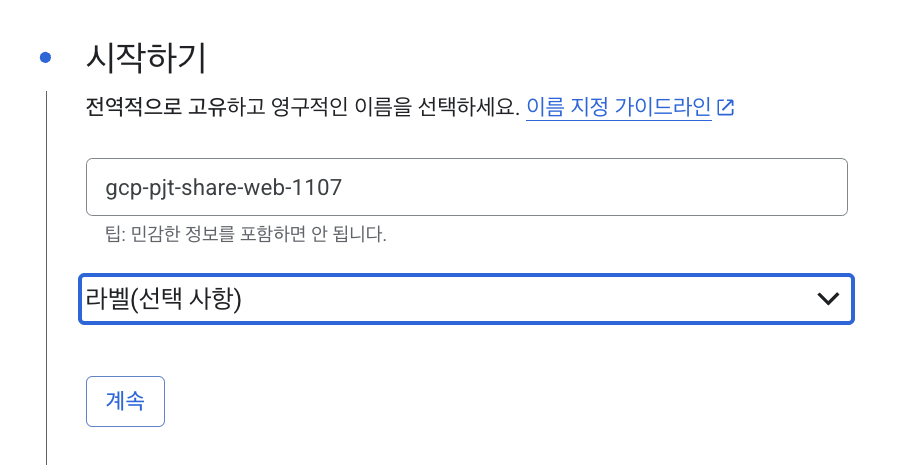 시작하기
전역적으로 고유하고 영구적인 이름을 선택하세요. 이름 지정 가이드라인
gcp-pjt-share-web-1107
팁: 민감한 정보를 포함하면 안 됩니다.
라벨(선택 사항)
계속